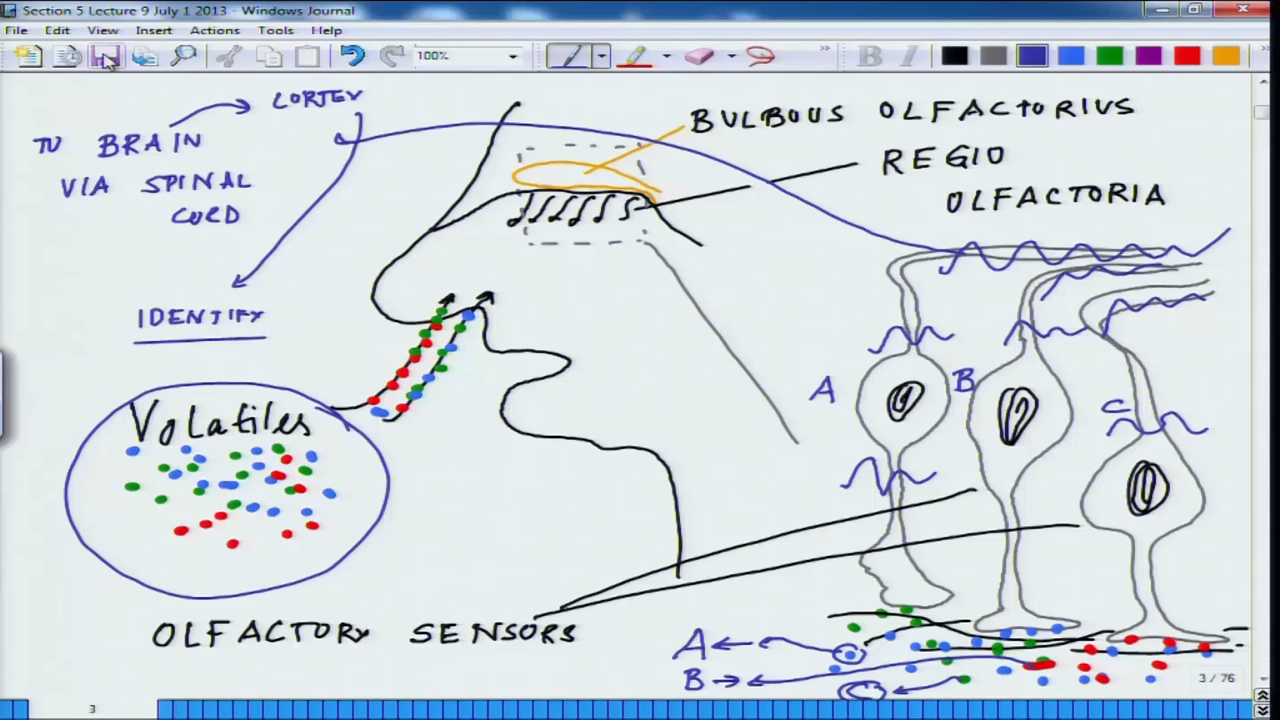 Section 5 Lecture 9 July 1 2013 - Windows Journal
File Edit View Insert Actions Tools Help
100%
B I
CORTEX
TO BRAIN
VIA SPINAL
CORD
IDENTIFY
BULBOUS OLFACTORIUS
REGIO
OLFACTORIA
Volatiles
A
B
C
OLFACTORY SENSORS
A
B
C
3 / 76
3